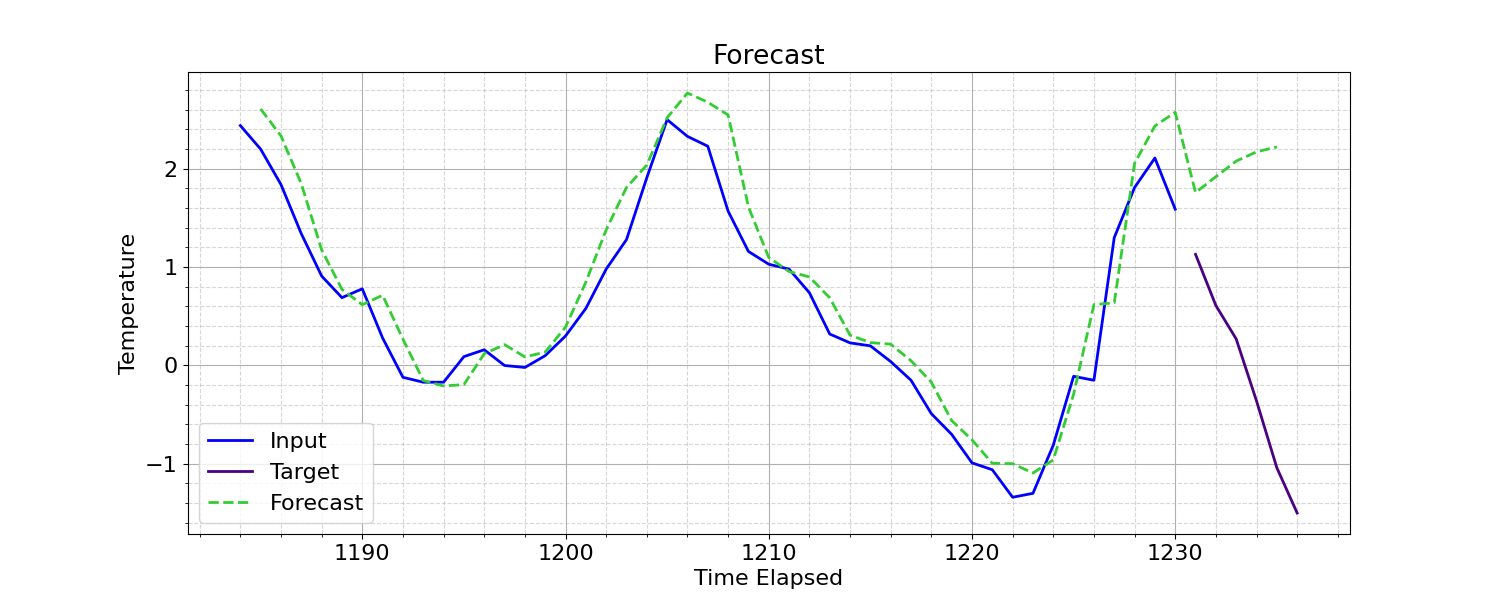 Forecast
Temperature
2
1
0
−1
Input
Target
Forecast
1190 1200 1210 1220 1230
Time Elapsed